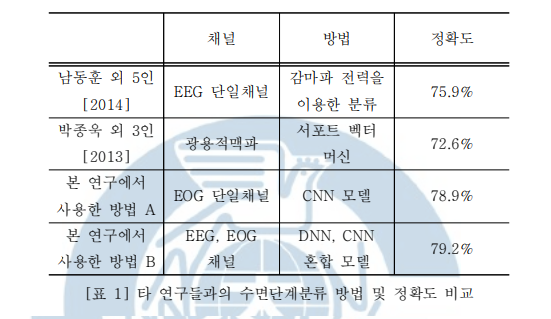 채널 방법 정확도
남동훈 외 5인 감마파 전력을
[2014] EEG 단일채널 이용한 분류 75.9%
박종욱 외 3인 서포트 벡터
[2013] 광용적맥파 머신 72.6%
본 연구에서
사용한 방법 A EOG 단일채널 CNN 모델 78.9%
본 연구에서 EEG, EOG DNN, CNN
사용한 방법 B 채널 혼합 모델 79.2%
[표 1] 타 연구들과의 수면단계분류 방법 및 정확도 비교